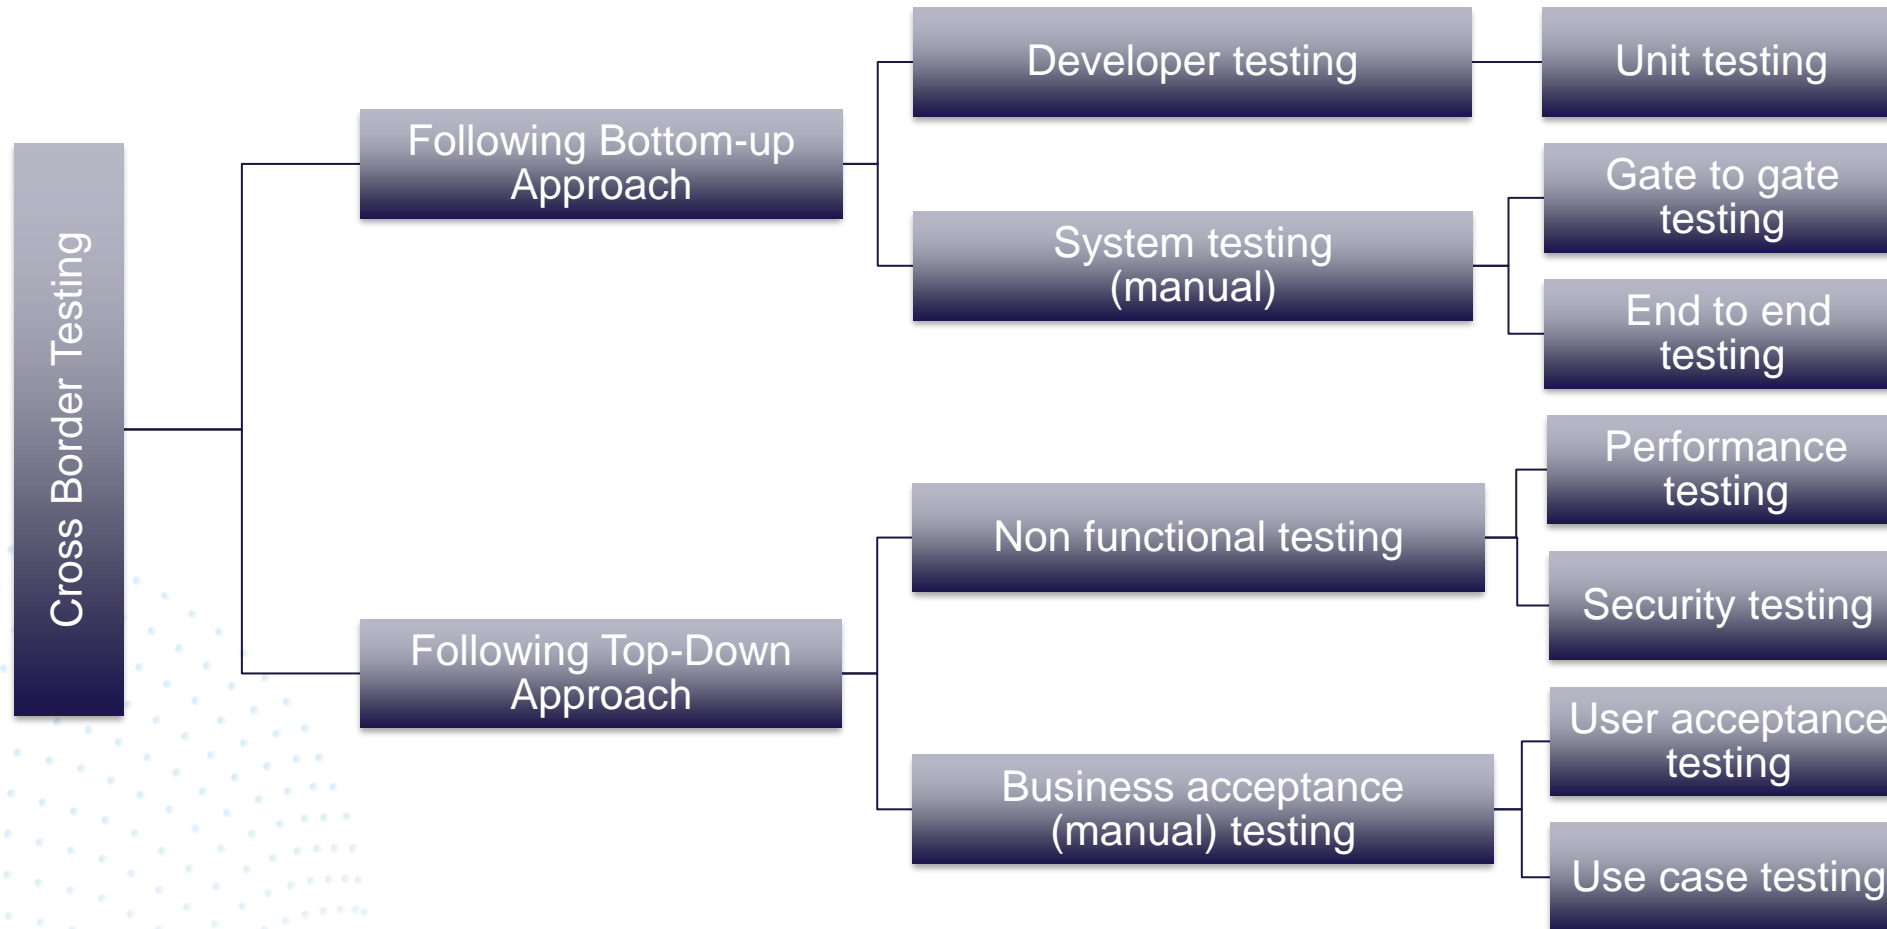 Cross Border Testing
Following Bottom-up
Approach
Developer testing
Unit testing
System testing
(manual)
Gate to gate
testing
End to end
testing
Following Top-Down
Approach
Non functional testing
Performance
testing
Security testing
Business acceptance
(manual) testing
User acceptance
testing
Use case testing